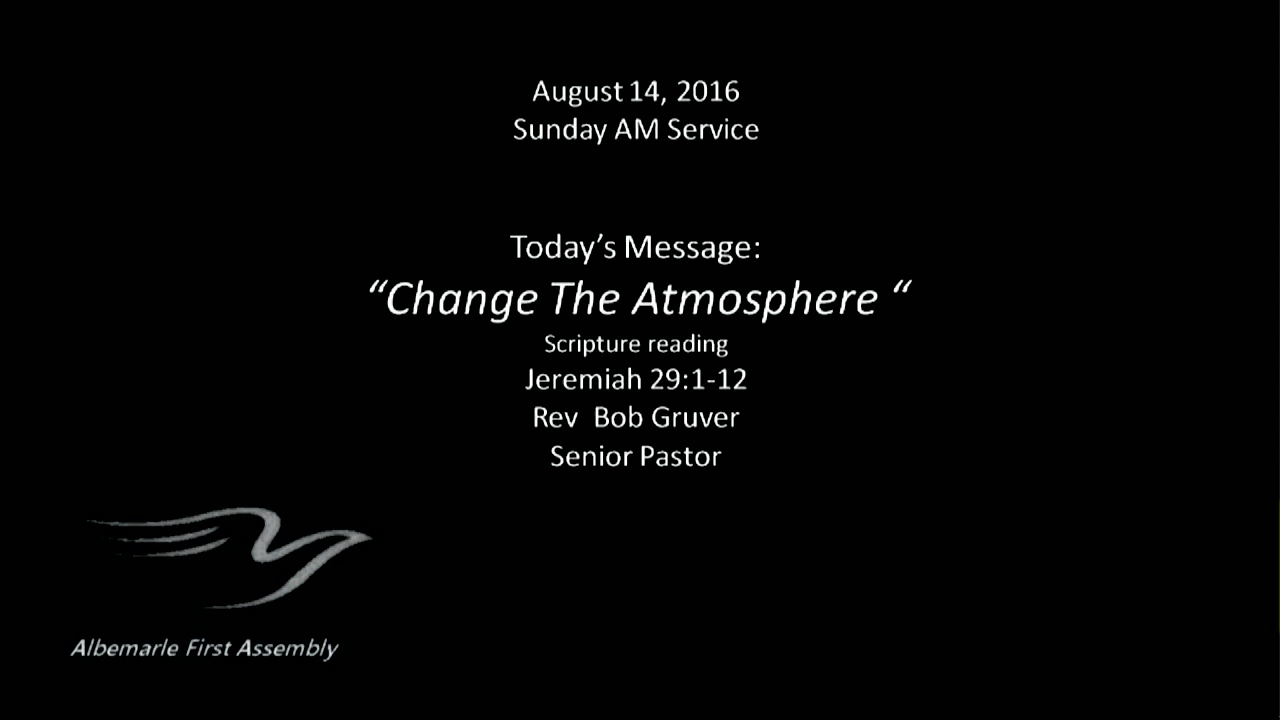 August 14, 2016
Sunday AM Service
Today’s Message:
“Change The Atmosphere “
Scripture reading
Jeremiah 29:1-12
Rev  Bob Gruver
Senior Pastor
Albemarle First Assembly